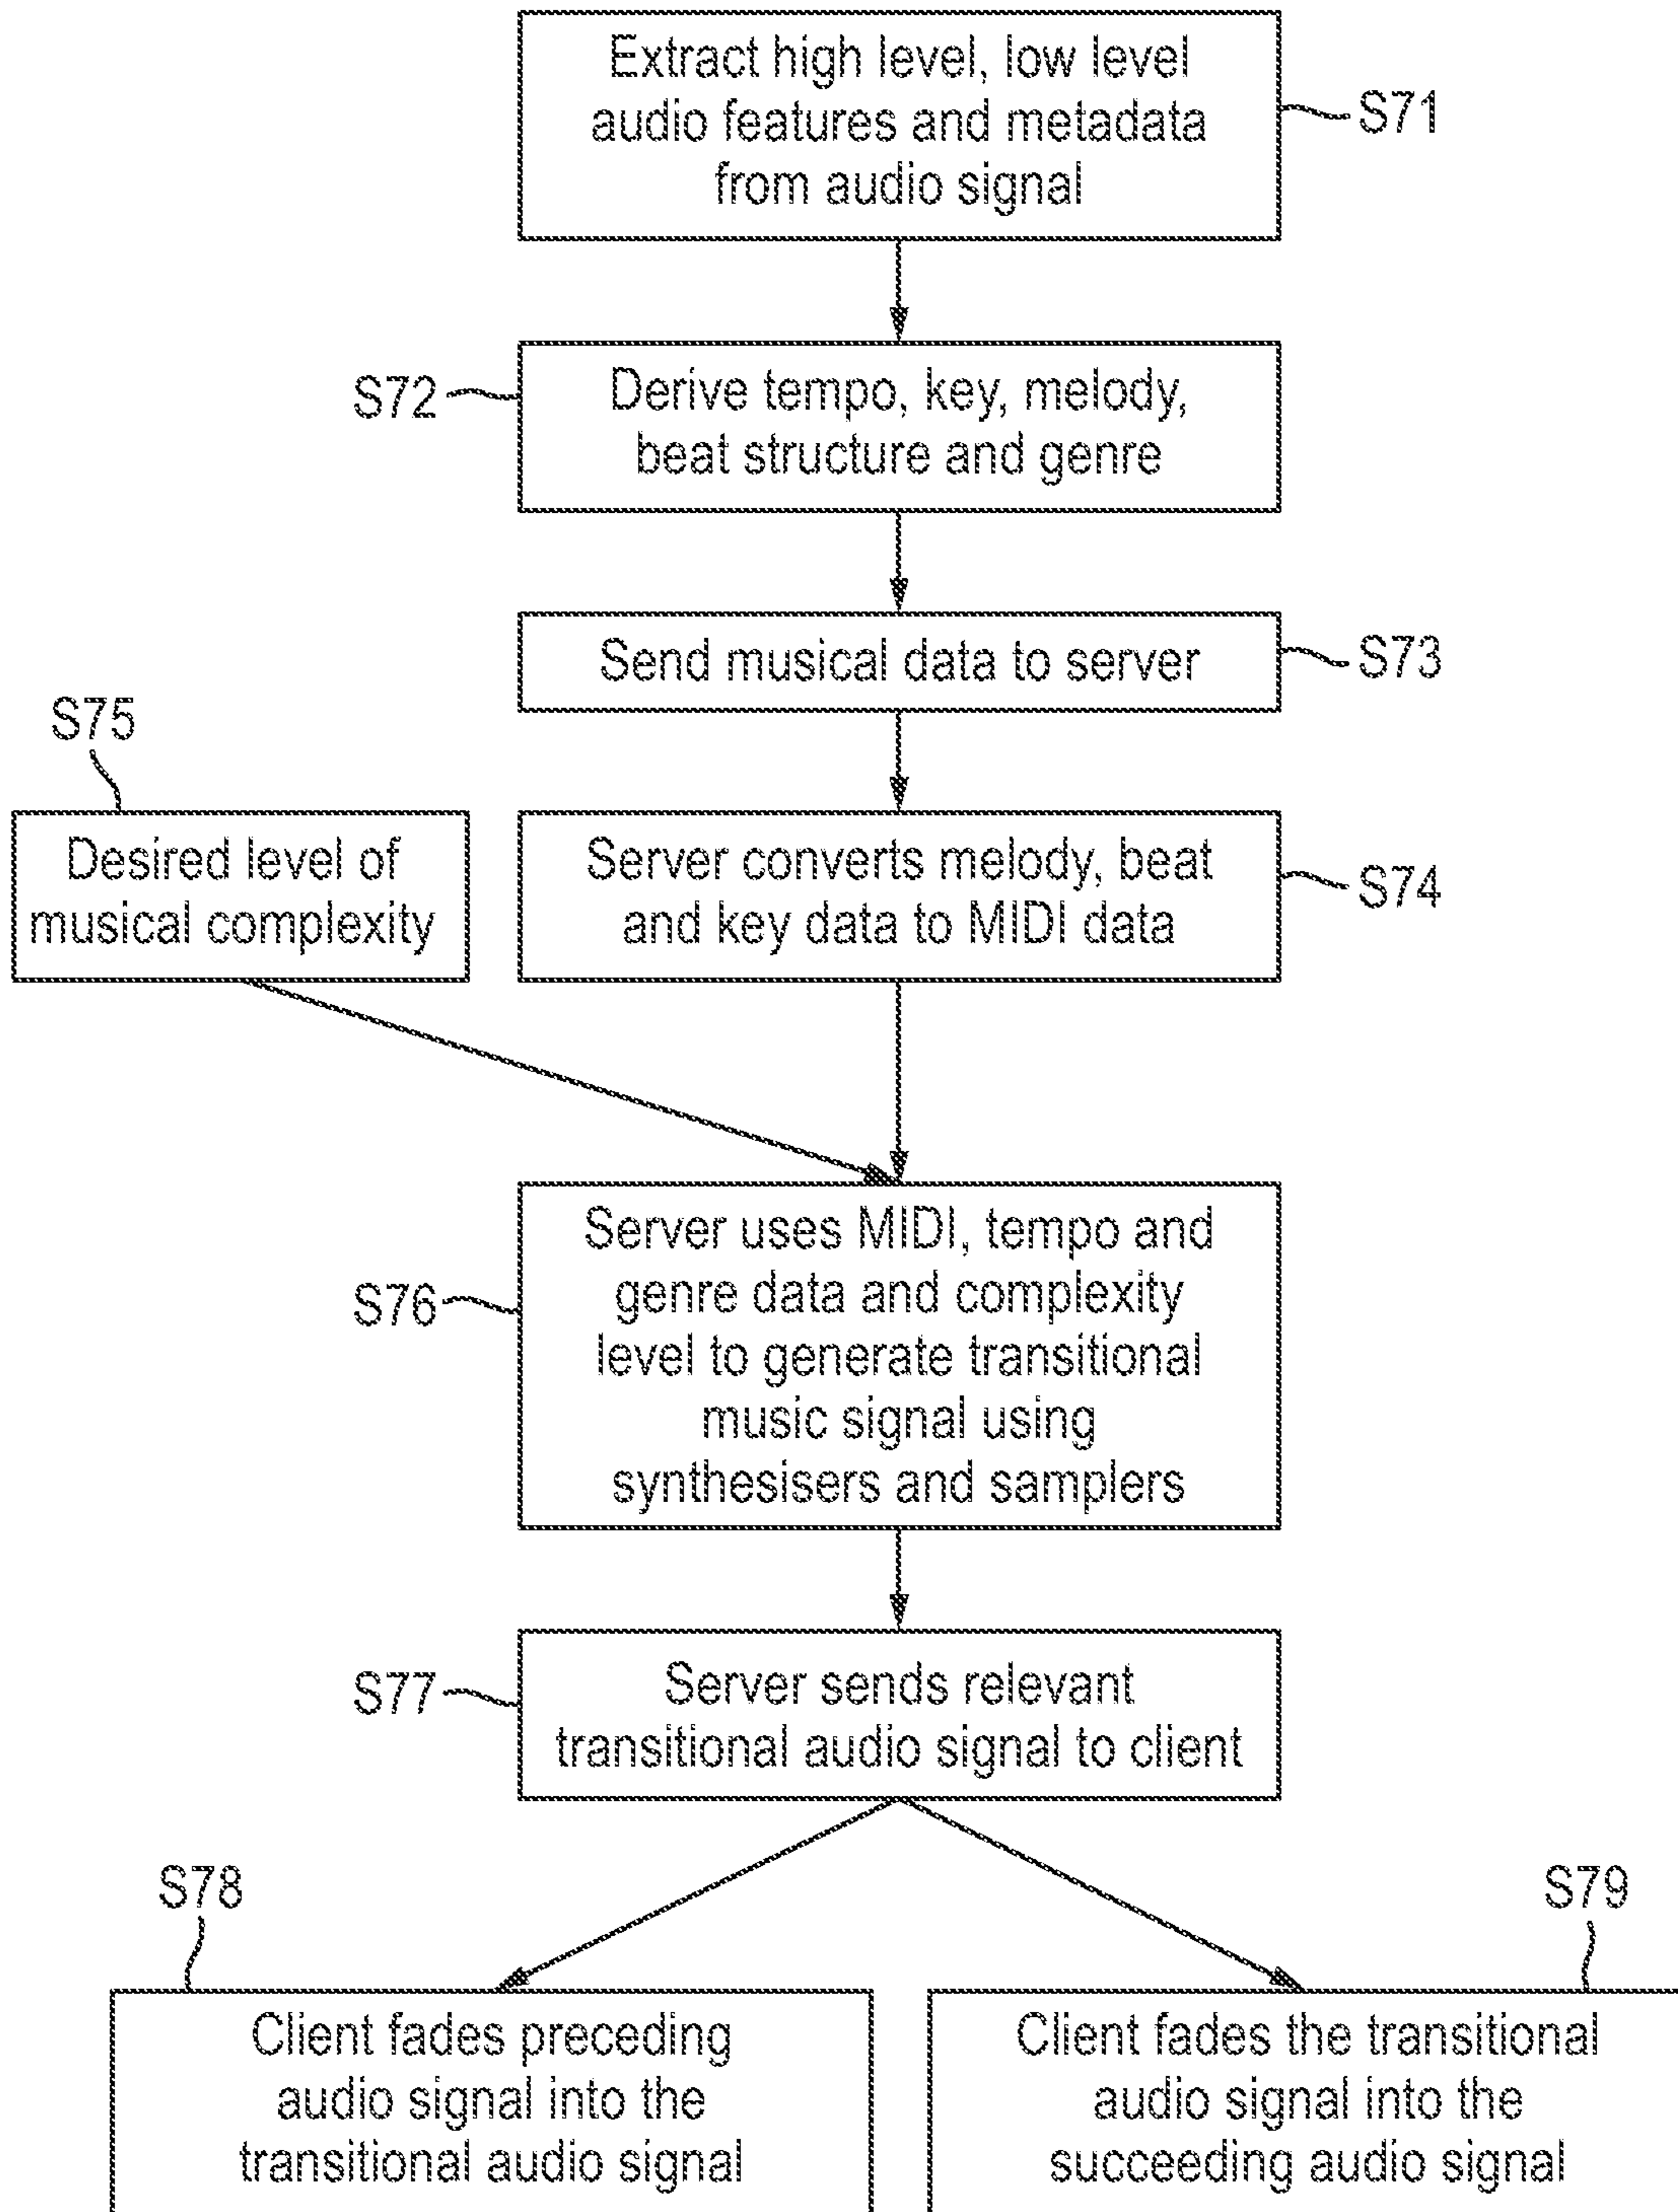 Extract high level, low level
audio features and metadata
from audio signal
S71
S72
Derive tempo, key, melody,
beat structure and genre
Send musical data to server
S73
S75
Desired level of
musical complexity
Server converts melody, beat
and key data to MIDI data
S74
S76
Server uses MIDI, tempo and
genre data and complexity
level to generate transitional
music signal using
synthesisers and samplers
S77
Server sends relevant
transitional audio signal to client
S78
Client fades preceding
audio signal into the
transitional audio signal
S79
Client fades the transitional
audio signal into the
succeeding audio signal